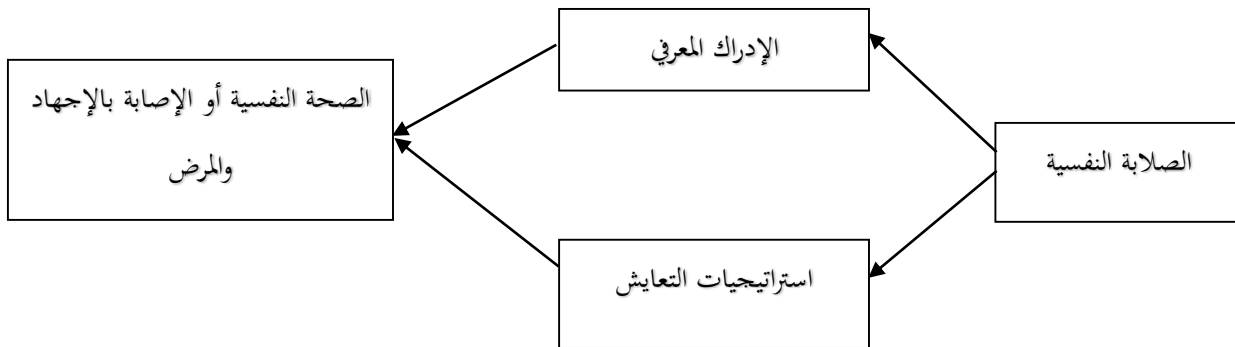 الصلابة النفسية
الإدراك المعرفي
استراتيجيات التعايش
الصحة النفسية أو الإصابة بالإجهاد
والمرض